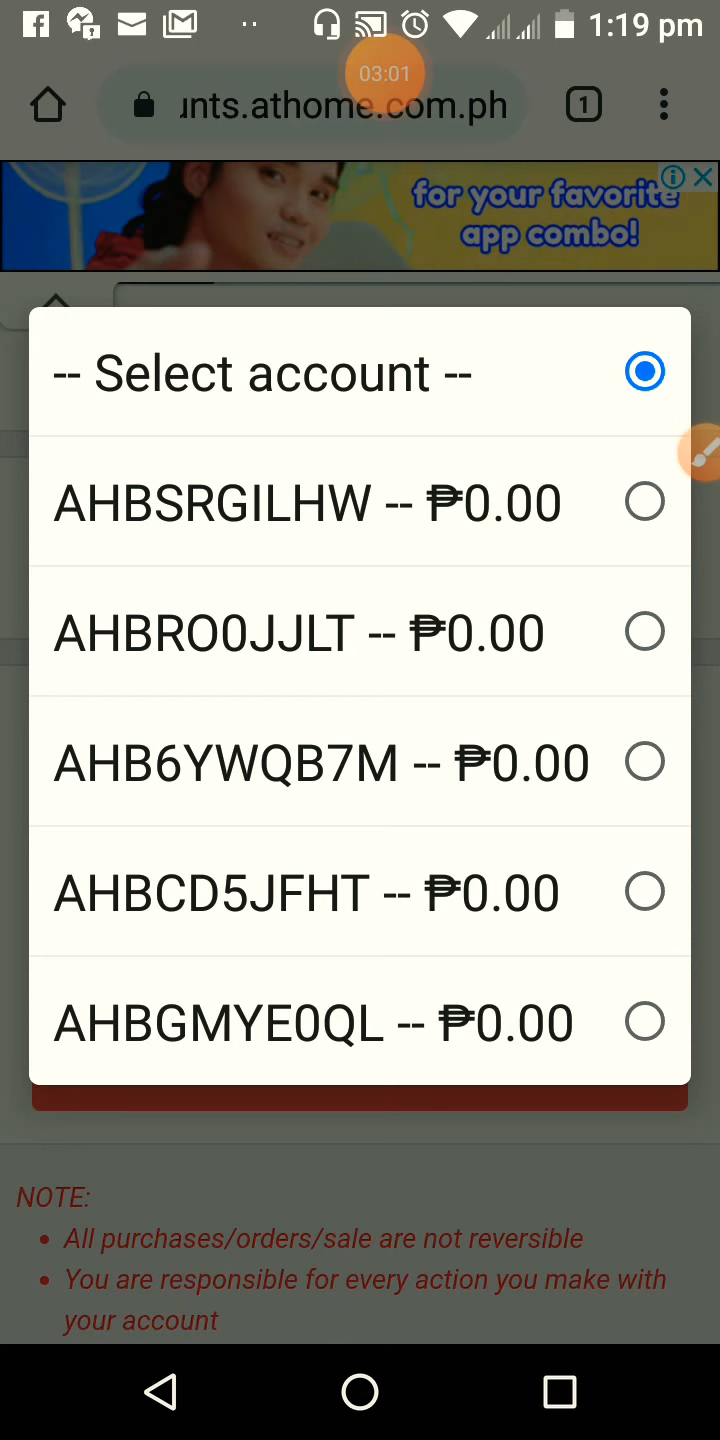 1:19 pm
03:01
unts.athome.com.ph
1
for your favorite
app combo!
-- Select account --
AHBSRGILHW -- ₱0.00
AHBRO0JJLT -- ₱0.00
AHB6YWQB7M -- ₱0.00
AHBCD5JFHT -- ₱0.00
AHBGMYE0QL -- ₱0.00
NOTE:
• All purchases/orders/sale are not reversible
• You are responsible for every action you make with
your account